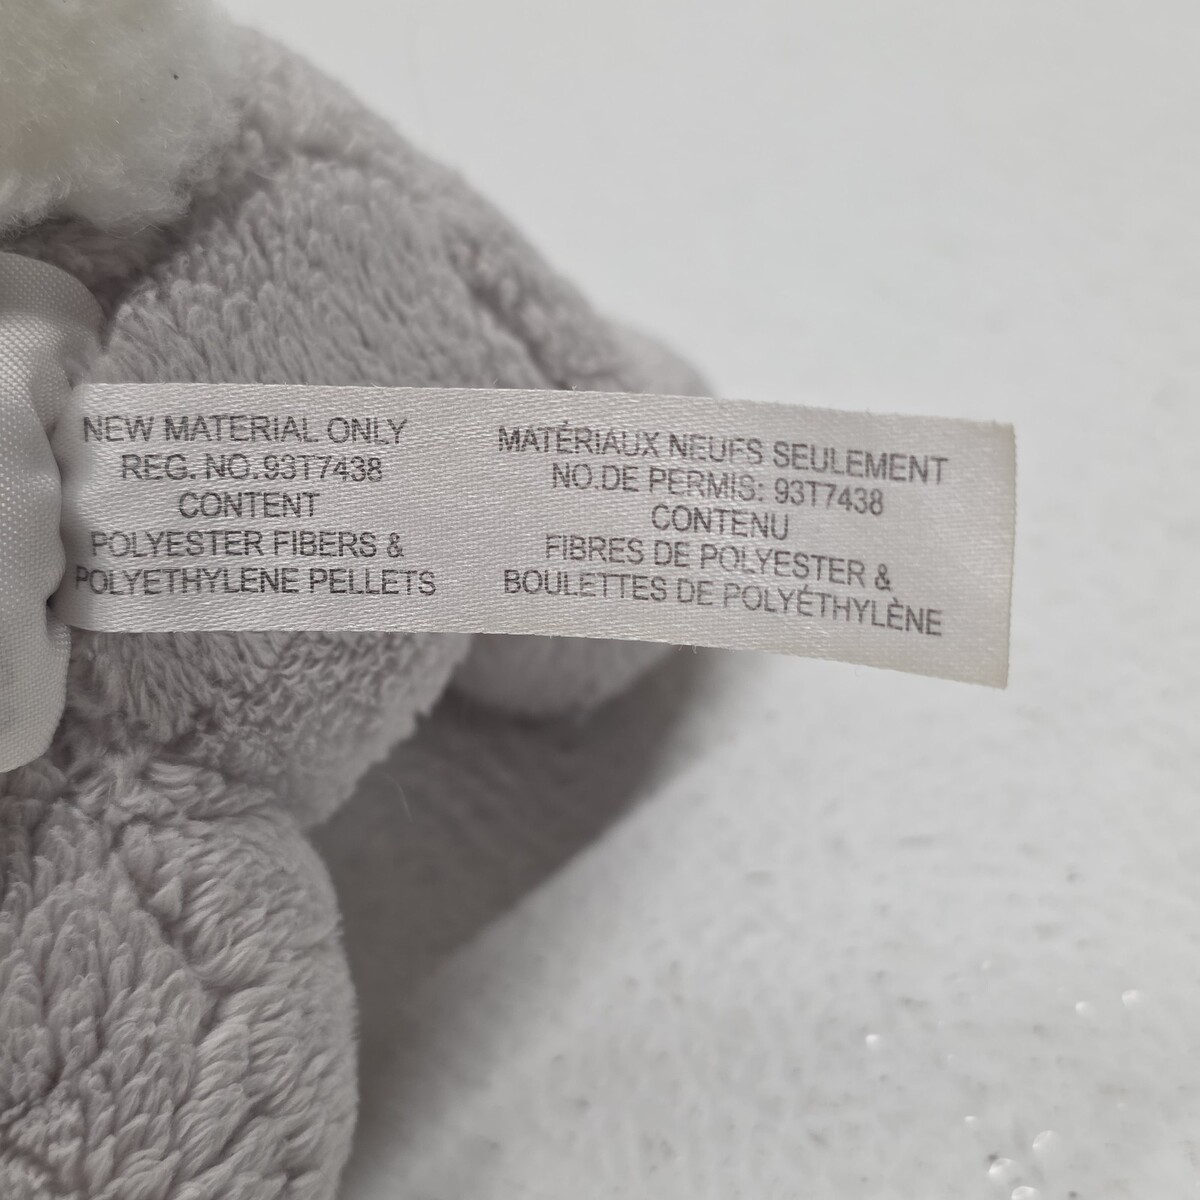 NEW MATERIAL ONLY
REG. NO.93T7438
CONTENT
POLYESTER FIBERS &
POLYETHYLENE PELLETS
MATÉRIAUX NEUFS SEULEMENT
NO.DE PERMIS: 93T7438
CONTENU
FIBRES DE POLYESTER &
BOULETTES DE POLYÉTHYLÈNE